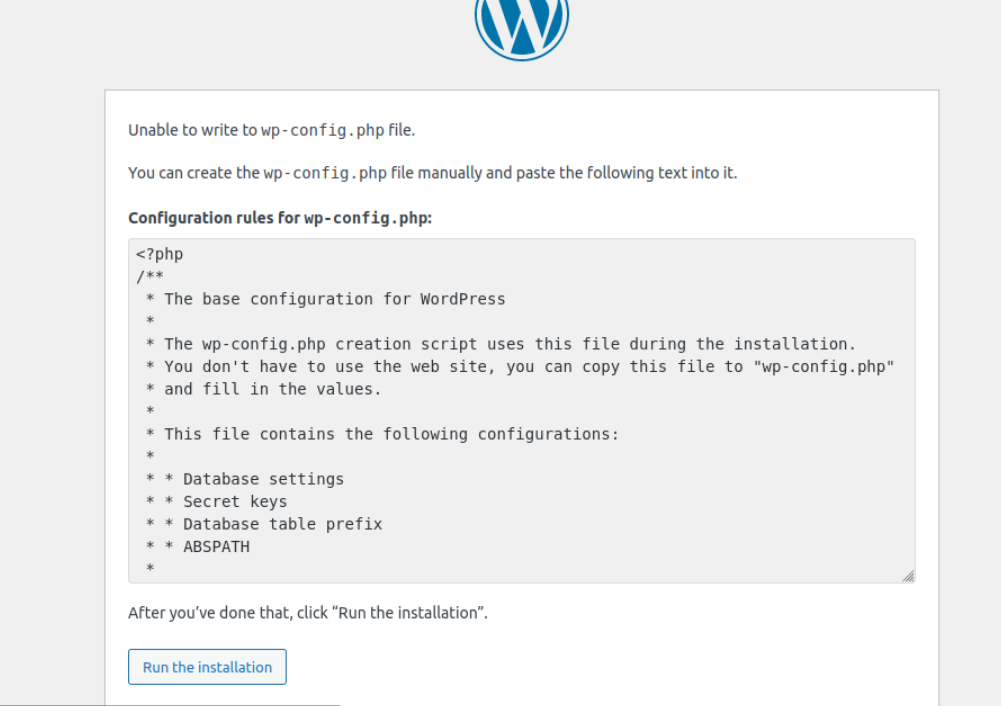 Unable to write to wp-config.php file.
You can create the wp-config.php file manually and paste the following text into it.
Configuration rules for wp-config.php:
<?php
/**
 * The base configuration for WordPress
 *
 * The wp-config.php creation script uses this file during the installation.
 * You don't have to use the web site, you can copy this file to "wp-config.php"
 * and fill in the values.
 *
 * This file contains the following configurations:
 *
 * * Database settings
 * * Secret keys
 * * Database table prefix
 * * ABSPATH
 *
After you’ve done that, click “Run the installation”.
Run the installation